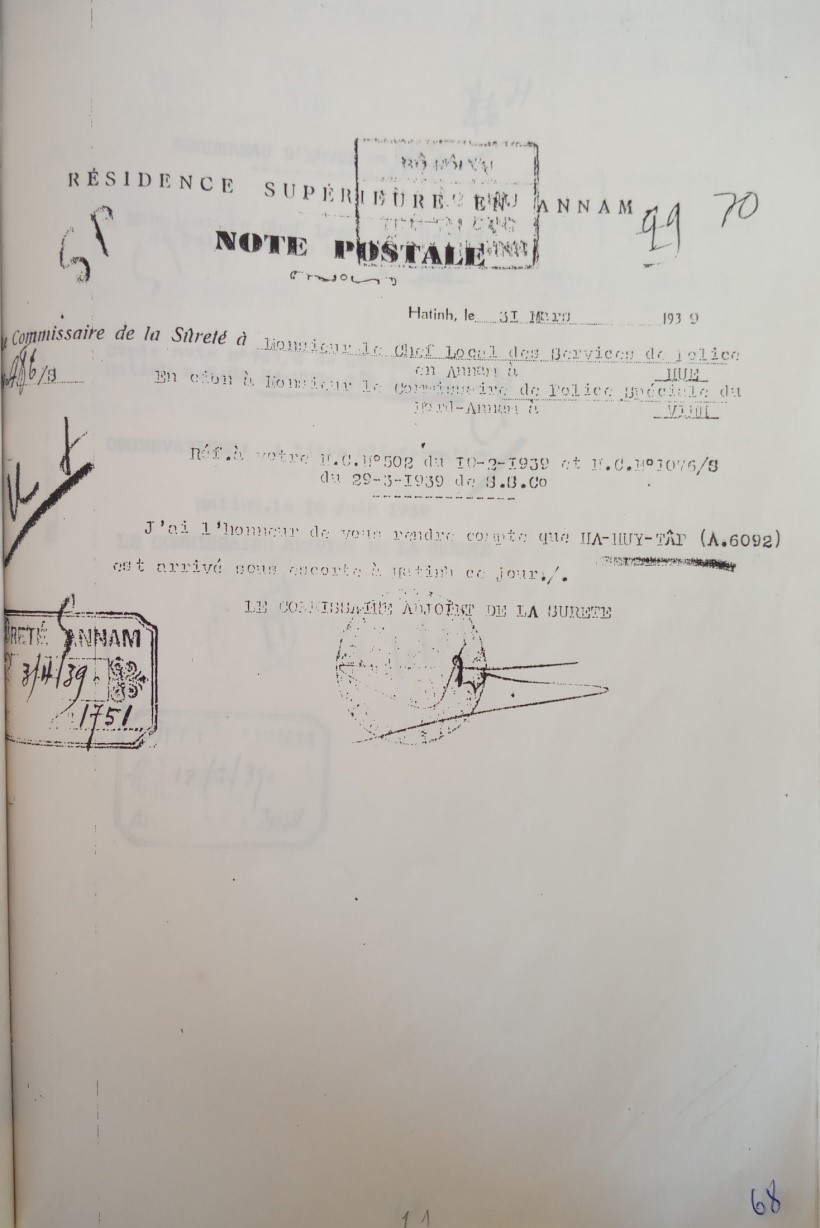 RÉSIDENCE SUPÉRIEURE EN ANNAM
99 70
NOTE POSTALE
Hatinh, le 31 Mars 1939
Commissaire de la Sûreté à Monsieur le Chef Local des Services de Police
en Annam à HUE
486/S En cion à Monsieur le Commissaire de Police Spéciale du
Nord-Annam à VINH
Réf.à votre N.C.N°502 du 10-2-1939 et N.C.N°1076/S
du 29-3-1939 de S.S.Co
J'ai l'honneur de vous rendre compte que HA-HUY-TÂP (A.6092)
est arrivé sous escorte à Hatinh ce jour./.
LE COMMISSAIRE ADJOINT DE LA SURETE
RETÉ ANNAM
3/4/39
1751
68
11